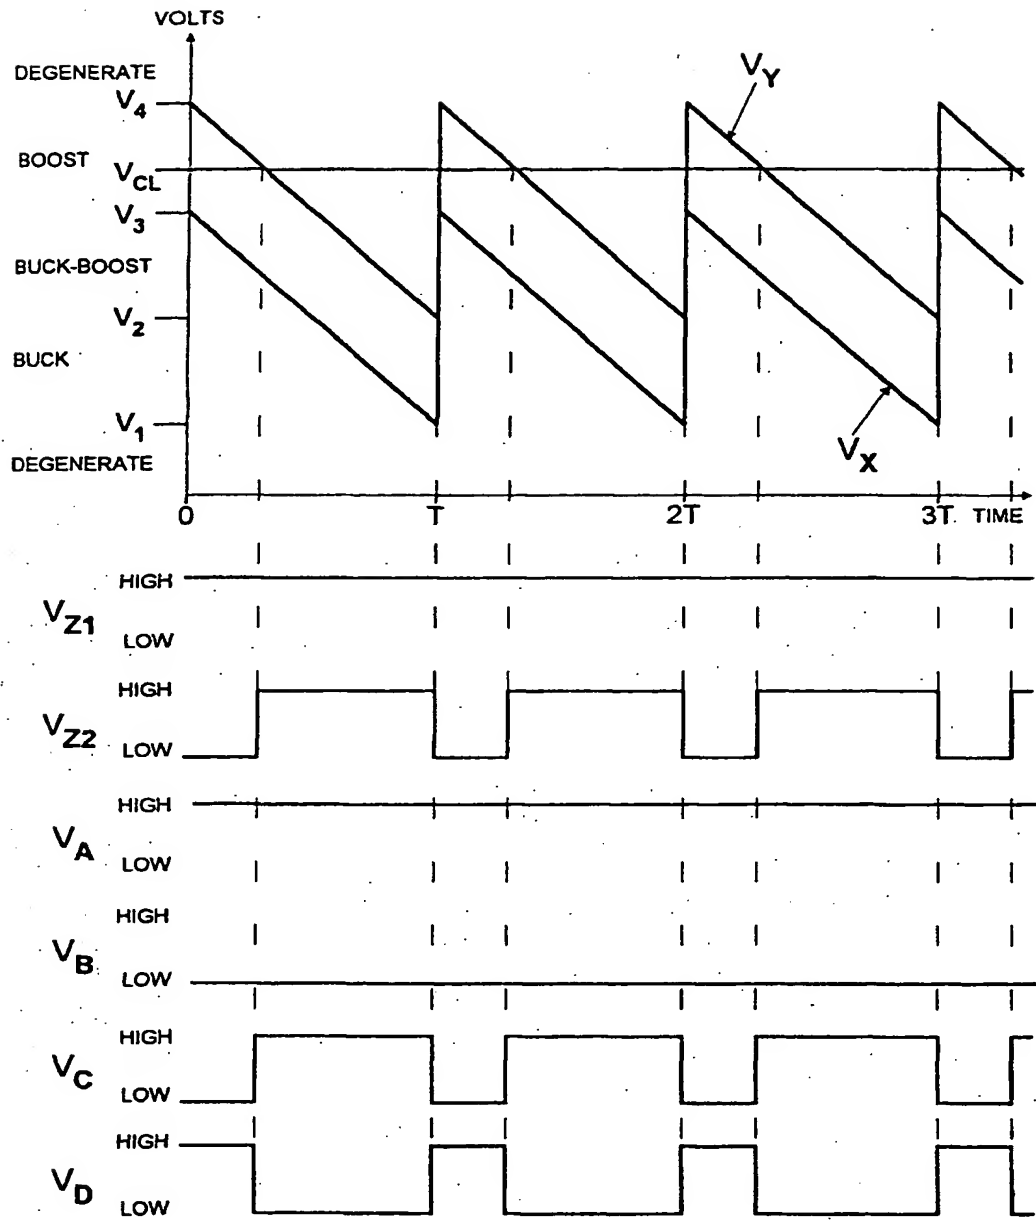 VOLTS
DEGENERATE
V4
VY
BOOST
VCL
V3
BUCK-BOOST
V2
BUCK
V1
VX
DEGENERATE
0 T 2T 3T. TIME
HIGH
VZ1
LOW
HIGH
VZ2
LOW
HIGH
VA
LOW
HIGH
VB
LOW
HIGH
VC
LOW
HIGH
VD
LOW